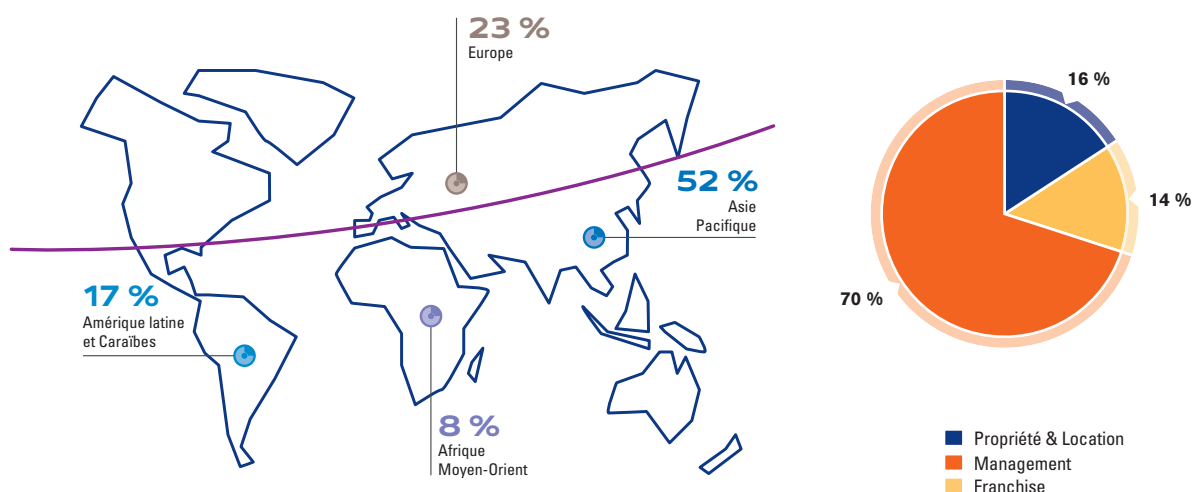 23 %
Europe
52 %
Asie
Pacifique
17 %
Amérique latine
et Caraïbes
8 %
Afrique
Moyen-Orient
16 %
14 %
70 %
Propriété & Location
Management
Franchise